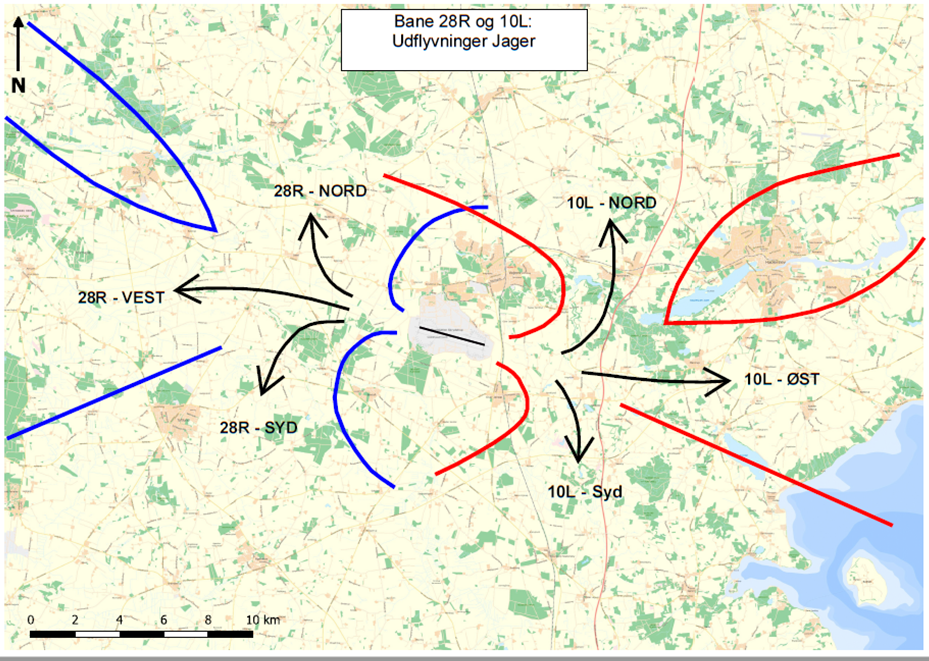 Bane 28R og 10L:
Udflyvninger Jager
N
28R - NORD
10L - NORD
28R - VEST
10L - ØST
28R - SYD
10L - Syd
0 2 4 6 8 10 km